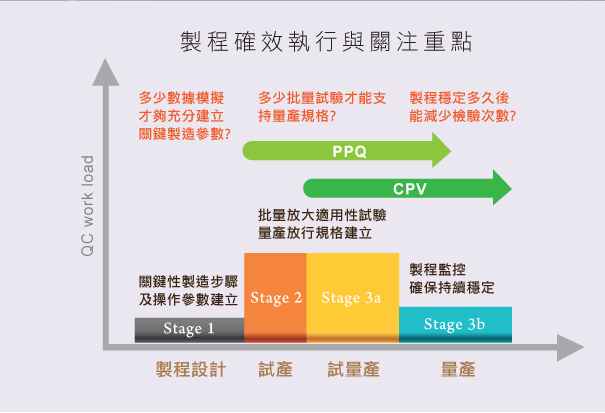 製程確效執行與關注重點
多少數據模擬
才夠充分建立
關鍵製造參數?
多少批量試驗才能支
持量產規格?
製程穩定多久後
能減少檢驗次數?
PPQ
CPV
QC work load
批量放大適用性試驗
量產放行規格建立
關鍵性製造步驟
及操作參數建立
製程監控
確保持續穩定
Stage 1
Stage 2
Stage 3a
Stage 3b
製程設計
試產
試量產
量產